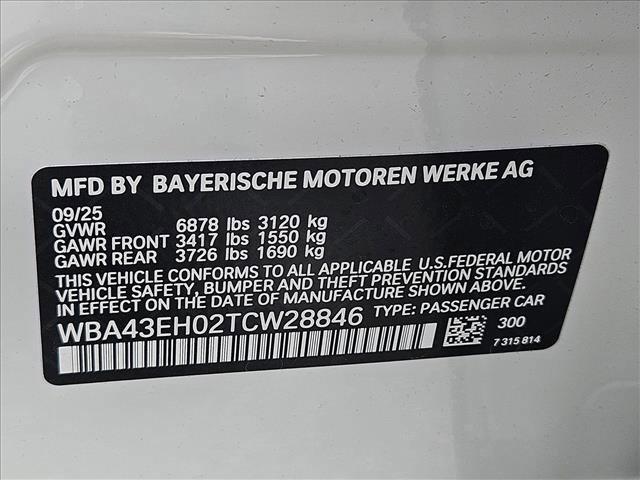 MFD BY BAYERISCHE MOTOREN WERKE AG
09/25
GVWR 6878 lbs 3120 kg
GAWR FRONT 3417 lbs 1550 kg
GAWR REAR 3726 lbs 1690 kg
THIS VEHICLE CONFORMS TO ALL APPLICABLE U.S.FEDERAL MOTOR
VEHICLE SAFETY, BUMPER AND THEFT PREVENTION STANDARDS
IN EFFECT ON THE DATE OF MANUFACTURE SHOWN ABOVE.
WBA43EH02TCW28846 TYPE: PASSENGER CAR
300
7 315 814